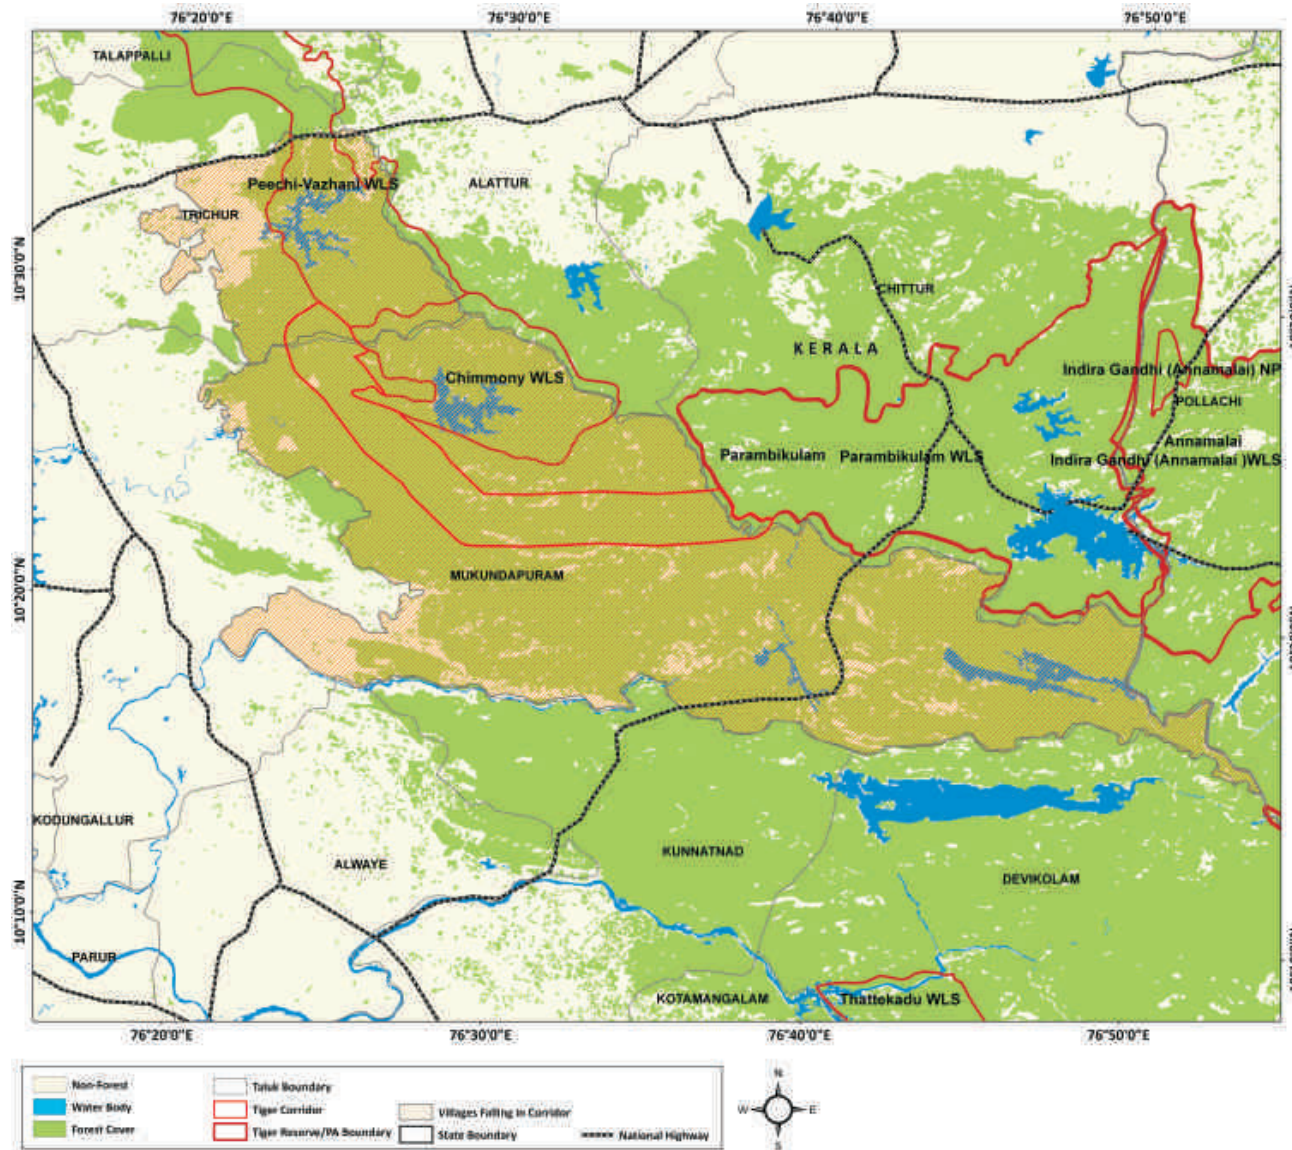 76°20'0"E 76°30'0"E 76°40'0"E 76°50'0"E
TALAPPALLI
Peechi-Vazhani WLS
ALATTUR
TRICHUR
10°30'0"N
CHITTUR
KERALA
Indira Gandhi (Annamalai) NP
Chimmony WLS
POLLACHI
Annamalai
Parambikulam
Parambikulam WLS
Indira Gandhi (Annamalai )WLS
MUKUNDAPURAM
10°20'0"N
KODUNGALLUR
ALWAYE
KUNNATNAD
DEVIKOLAM
10°10'0"N
PARUR
KOTAMANGALAM
Thattekadu WLS
76°20'0"E 76°30'0"E 76°40'0"E 76°50'0"E
Non-Forest
Water Body
Forest Cover
Taluk Boundary
Tiger Corridor
Tiger Reserve/PA Boundary
Villages Falling in Corridor
State Boundary
National Highway
N
W E
S